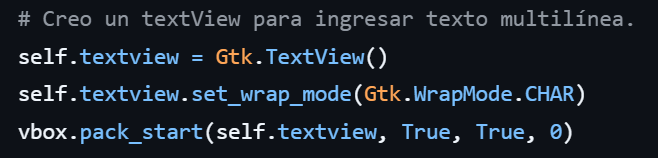 # Creo un textView para ingresar texto multilínea.
self.textview = Gtk.TextView()
self.textview.set_wrap_mode(Gtk.WrapMode.CHAR)
vbox.pack_start(self.textview, True, True, 0)